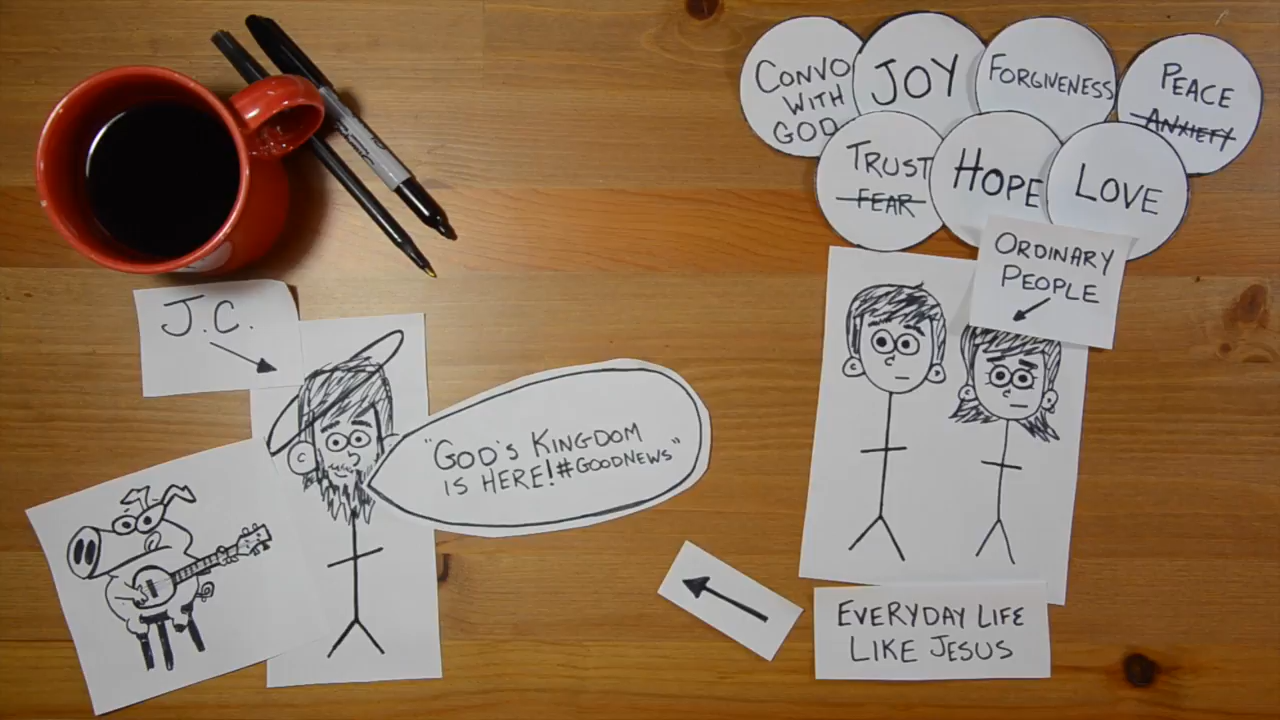 CONVO
WITH
GOD
JOY
FORGIVENESS
PEACE
ANXIETY
TRUST
FEAR
HOPE
LOVE
ORDINARY
PEOPLE
J.C.
"GOD'S KINGDOM
IS HERE! #GOODNEWS"
EVERYDAY LIFE
LIKE JESUS